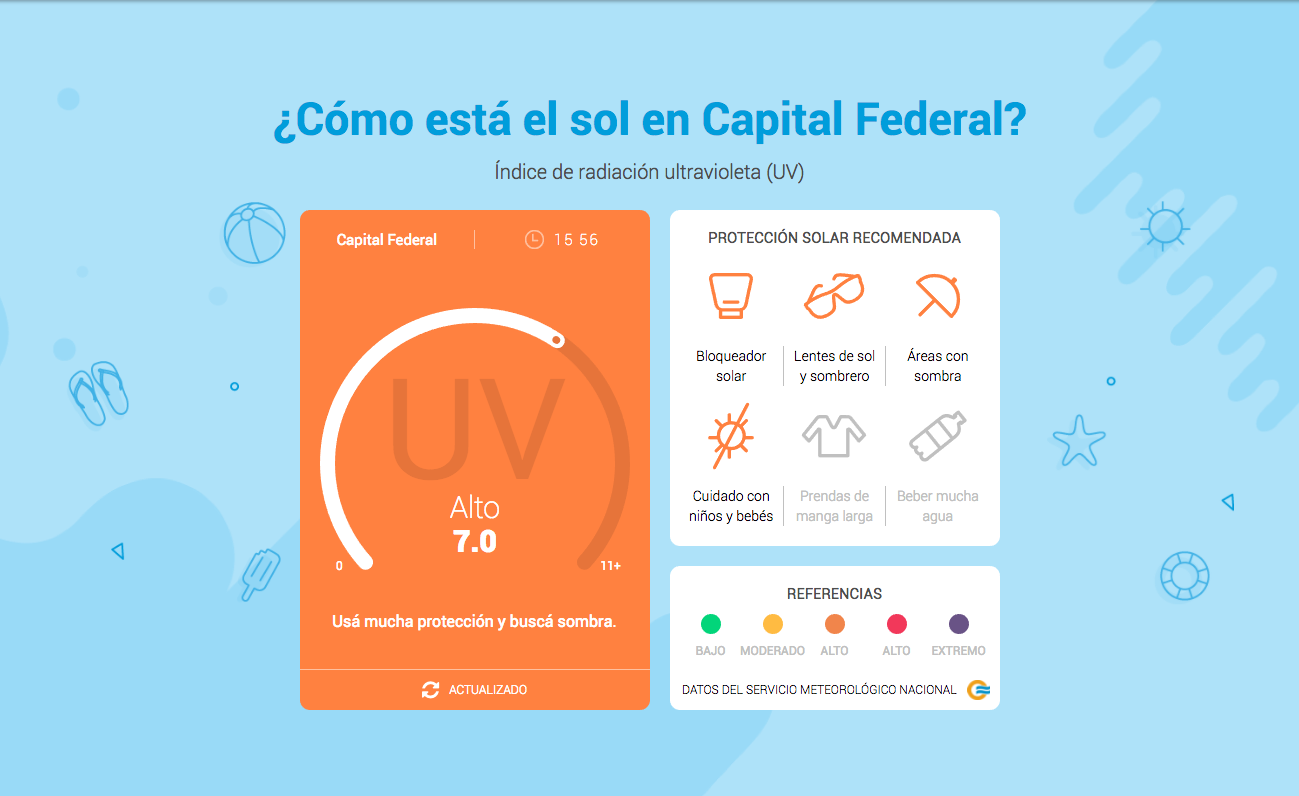 ¿Cómo está el sol en Capital Federal?
Índice de radiación ultravioleta (UV)
Capital Federal
15 56
UV
Alto
7.0
0
11+
Usá mucha protección y buscá sombra.
ACTUALIZADO
PROTECCIÓN SOLAR RECOMENDADA
Bloqueador
solar
Lentes de sol
y sombrero
Áreas con
sombra
Cuidado con
niños y bebés
Prendas de
manga larga
Beber mucha
agua
REFERENCIAS
BAJO
MODERADO
ALTO
ALTO
EXTREMO
DATOS DEL SERVICIO METEOROLÓGICO NACIONAL